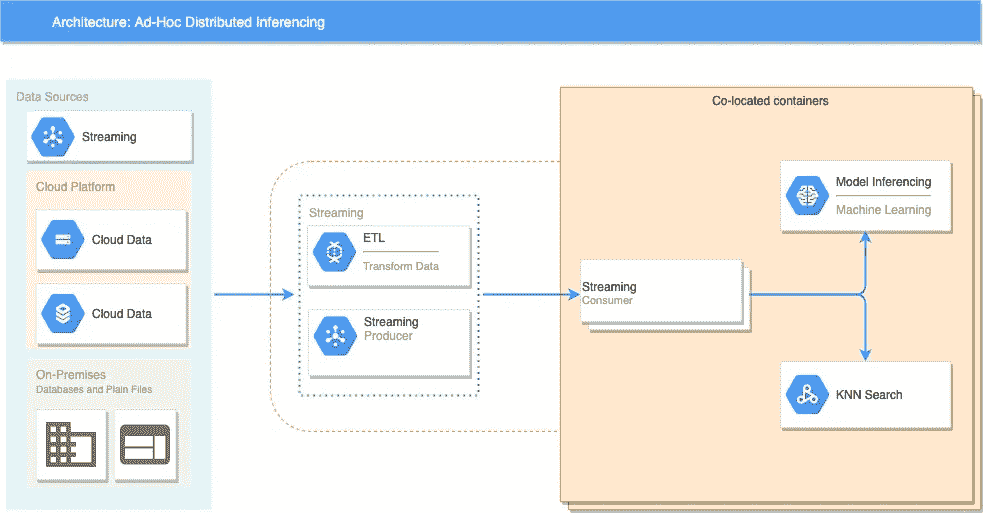 Architecture: Ad-Hoc Distributed Inferencing
Data Sources
Streaming
Cloud Platform
Cloud Data
Cloud Data
On-Premises
Databases and Plain Files
Streaming
ETL
Transform Data
Streaming
Producer
Co-located containers
Streaming
Consumer
Model Inferencing
Machine Learning
KNN Search